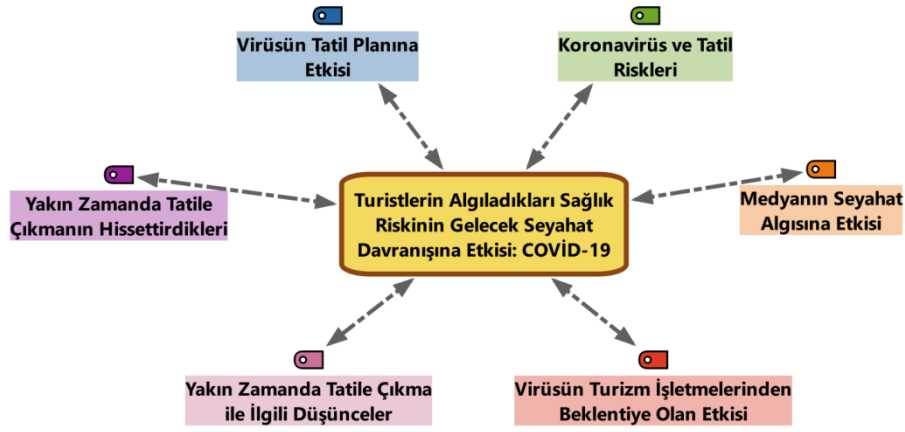 Virüsün Tatil Planına
Etkisi
Koronavirüs ve Tatil
Riskleri
Yakın Zamanda Tatile
Çıkmanın Hissettirdikleri
Turistlerin Algıladıkları Sağlık
Riskinin Gelecek Seyahat
Davranışına Etkisi: COVİD-19
Medyanın Seyahat
Algısına Etkisi
Yakın Zamanda Tatile Çıkma
ile İlgili Düşünceler
Virüsün Turizm İşletmelerinden
Beklentiye Olan Etkisi